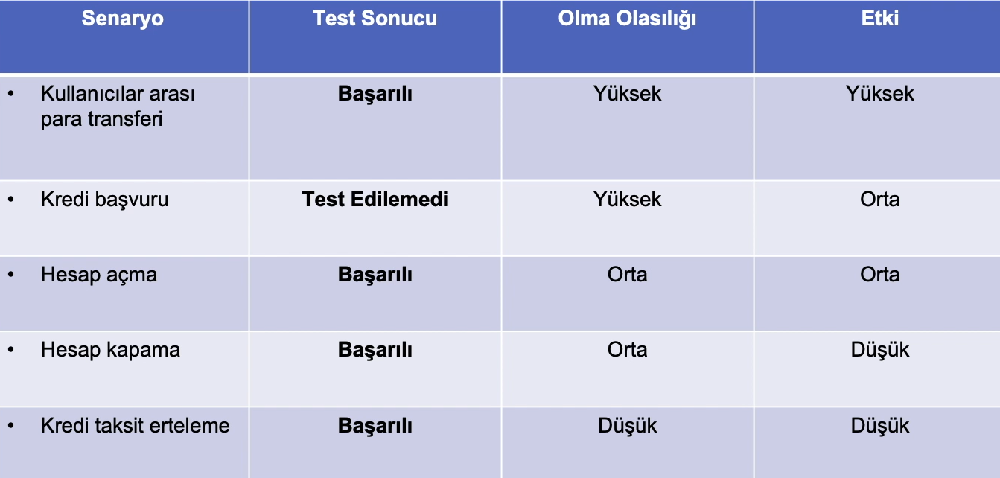 Senaryo Test Sonucu Olma Olasılığı Etki
• Kullanıcılar arası Başarılı Yüksek Yüksek
para transferi
• Kredi başvuru Test Edilemedi Yüksek Orta
• Hesap açma Başarılı Orta Orta
• Hesap kapama Başarılı Orta Düşük
• Kredi taksit erteleme Başarılı Düşük Düşük